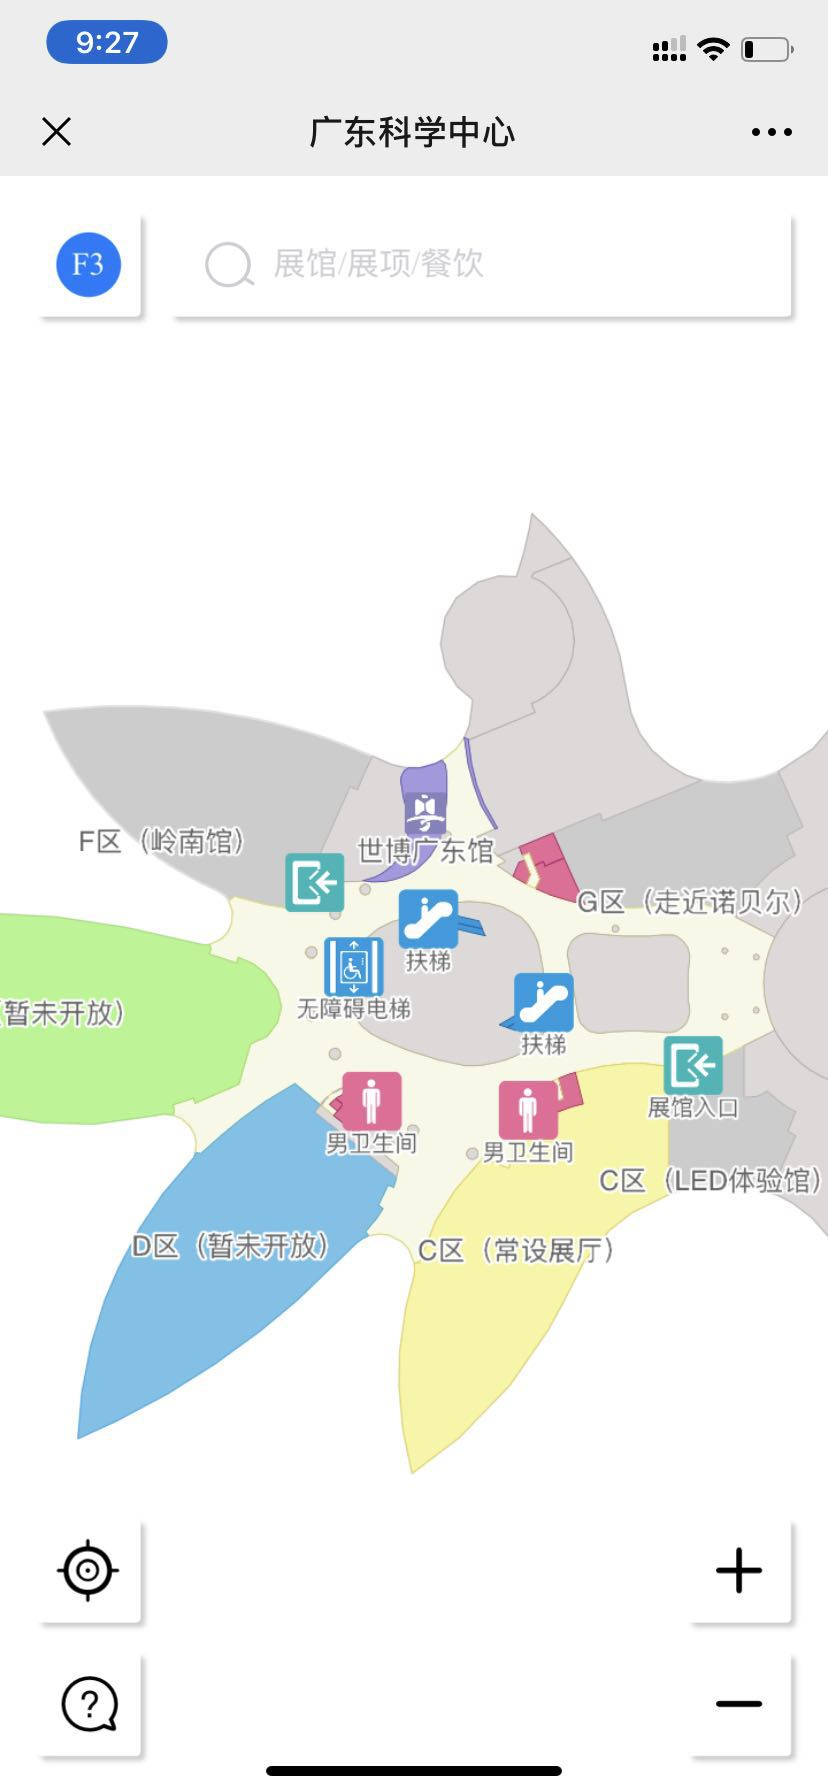 9:27
广东科学中心
F3
展馆/展项/餐饮
F区（岭南馆）
世博广东馆
G区（走近诺贝尔）
扶梯
无障碍电梯
暂未开放）
扶梯
展馆入口
男卫生间
男卫生间
C区（LED体验馆）
D区（暂未开放）
C区（常设展厅）